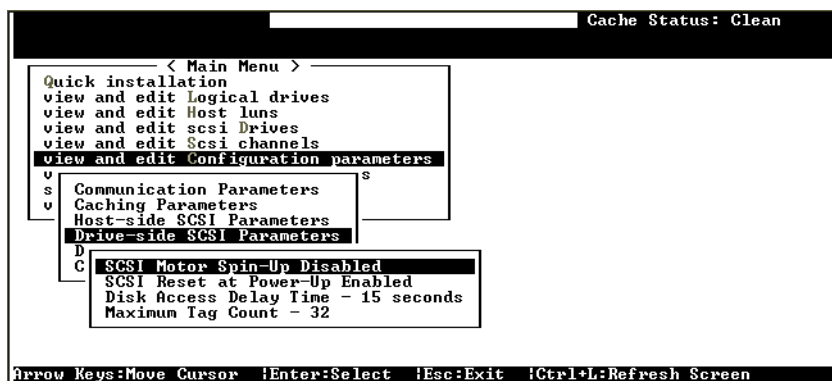 Cache Status: Clean
< Main Menu >
Quick installation
view and edit Logical drives
view and edit Host luns
view and edit scsi Drives
view and edit Scsi channels
view and edit Configuration parameters
v s
s Communication Parameters
v Caching Parameters
Host-side SCSI Parameters
Drive-side SCSI Parameters
D
C SCSI Motor Spin-Up Disabled
SCSI Reset at Power-Up Enabled
Disk Access Delay Time - 15 seconds
Maximum Tag Count - 32
Arrow Keys:Move Cursor |Enter:Select |Esc:Exit |Ctrl+L:Refresh Screen